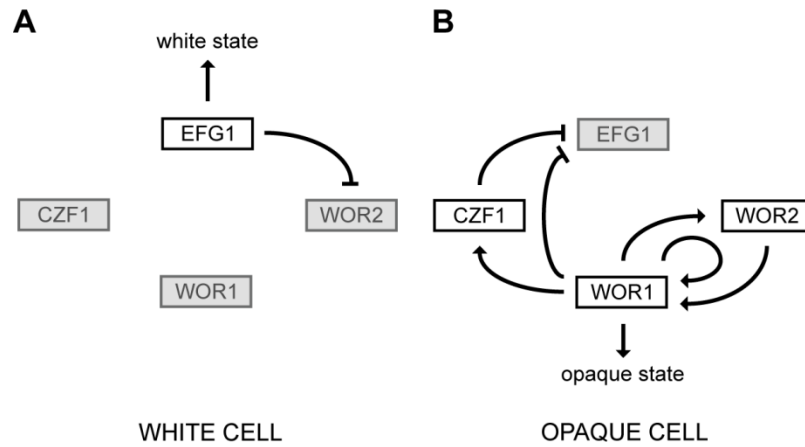 A
white state
EFG1
CZF1
WOR2
WOR1
WHITE CELL
B
EFG1
CZF1
WOR2
WOR1
opaque state
OPAQUE CELL